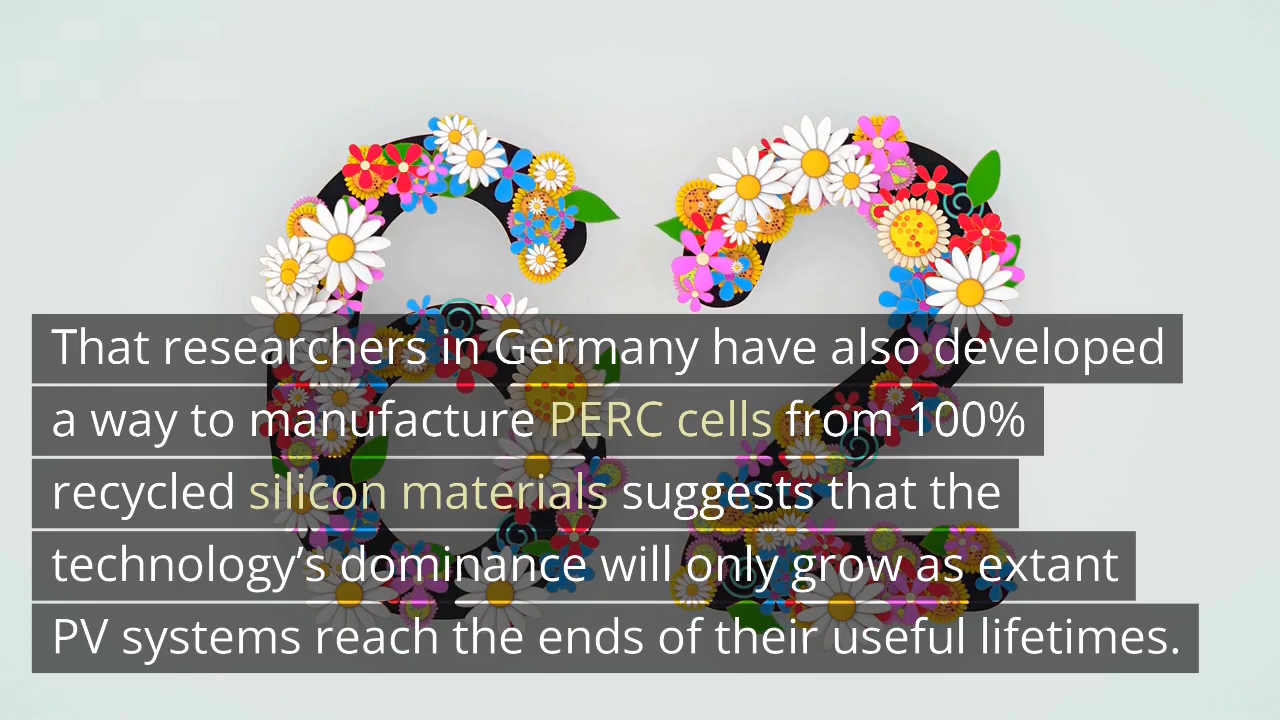 62
That researchers in Germany have also developed
a way to manufacture PERC cells from 100%
recycled silicon materials suggests that the
technology’s dominance will only grow as extant
PV systems reach the ends of their useful lifetimes.